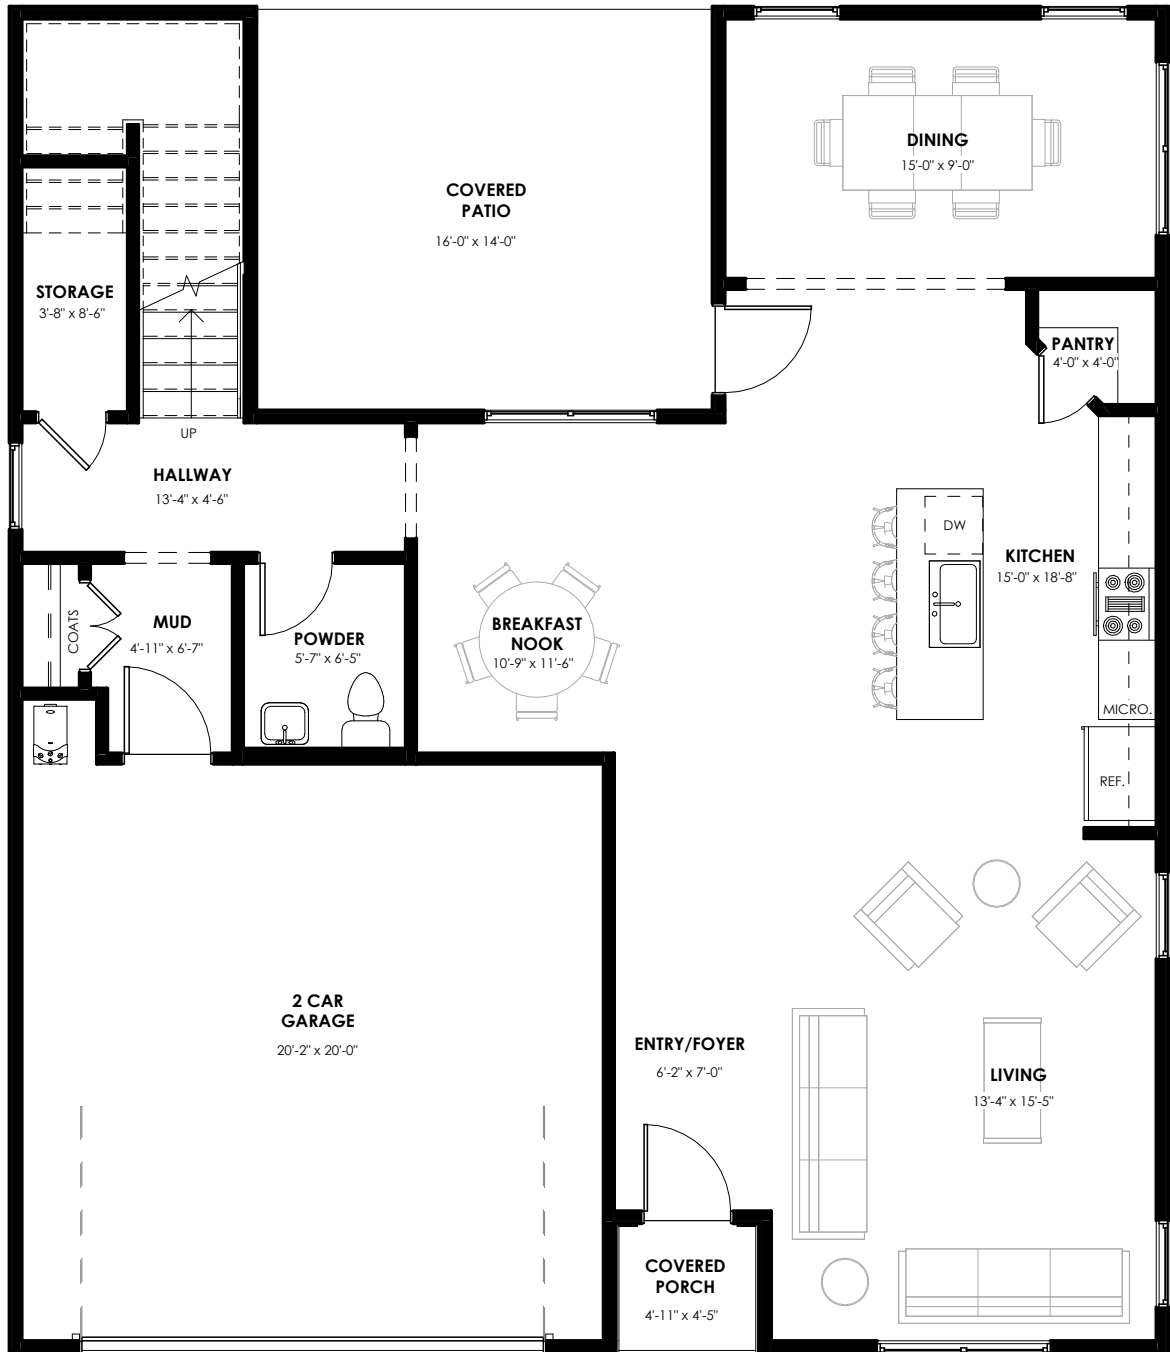 DINING
15'-0" x 9'-0"
COVERED
PATIO
16'-0" x 14'-0"
STORAGE
3'-8" x 8'-6"
PANTRY
4'-0" x 4'-0"
UP
HALLWAY
13'-4" x 4'-6"
DW
KITCHEN
15'-0" x 18'-8"
COATS
MUD
4'-11" x 6'-7"
POWDER
5'-7" x 6'-5"
BREAKFAST
NOOK
10'-9" x 11'-6"
MICRO.
REF.
2 CAR
GARAGE
20'-2" x 20'-0"
ENTRY/FOYER
6'-2" x 7'-0"
LIVING
13'-4" x 15'-5"
COVERED
PORCH
4'-11" x 4'-5"